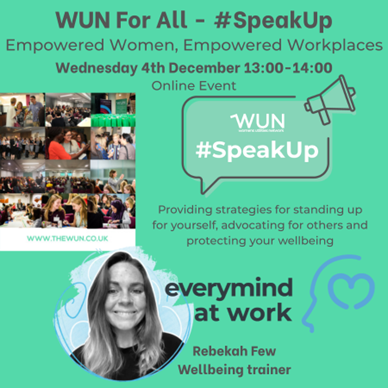 WUN For All - #SpeakUp
Empowered Women, Empowered Workplaces
Wednesday 4th December 13:00-14:00
Online Event
WUN
#SpeakUp
WWW.THEWUN.CO.UK
Providing strategies for standing up
for yourself, advocating for others and
protecting your wellbeing
everymind
at work
Rebekah Few
Wellbeing trainer